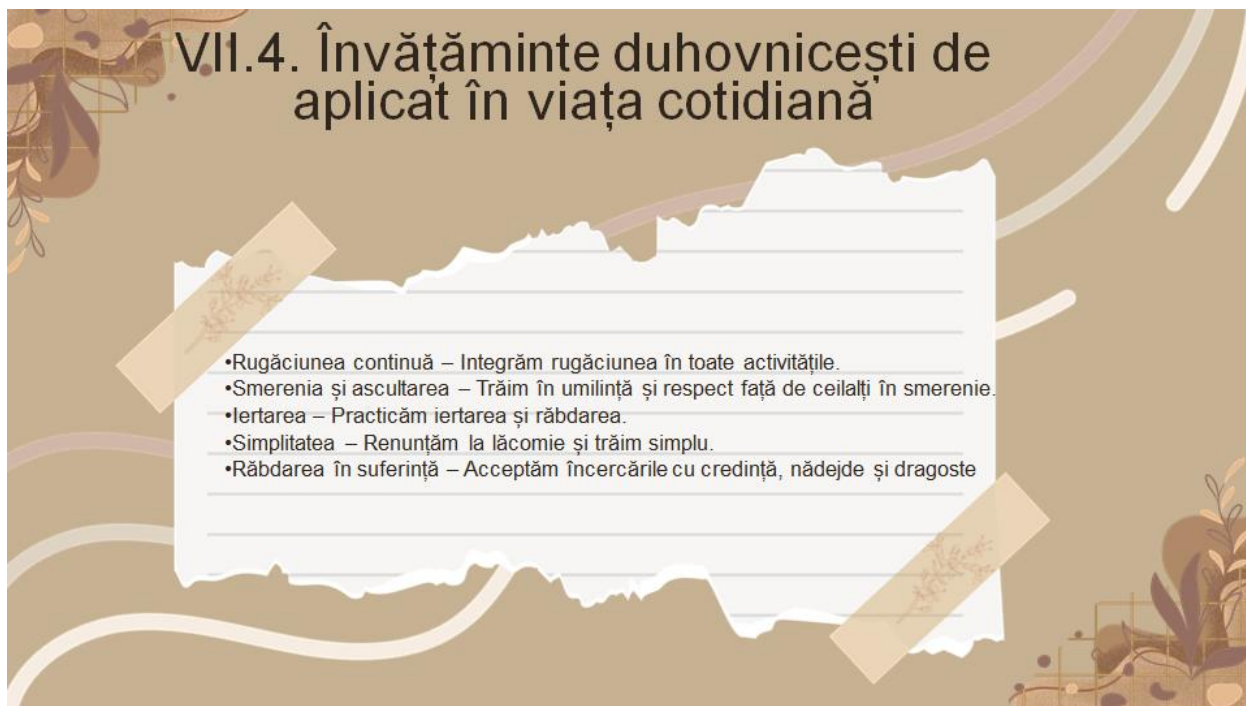 VII.4. Învățăminte duhovnicești de
aplicat în viața cotidiană
•Rugăciunea continuă – Integrăm rugăciunea în toate activitățile.
•Smerenia și ascultarea – Trăim în umilință și respect față de ceilalți în smerenie.
•Iertarea – Practicăm iertarea și răbdarea.
•Simplitatea – Renunțăm la lăcomie și trăim simplu.
•Răbdarea în suferință – Acceptăm încercările cu credință, nădejde și dragoste